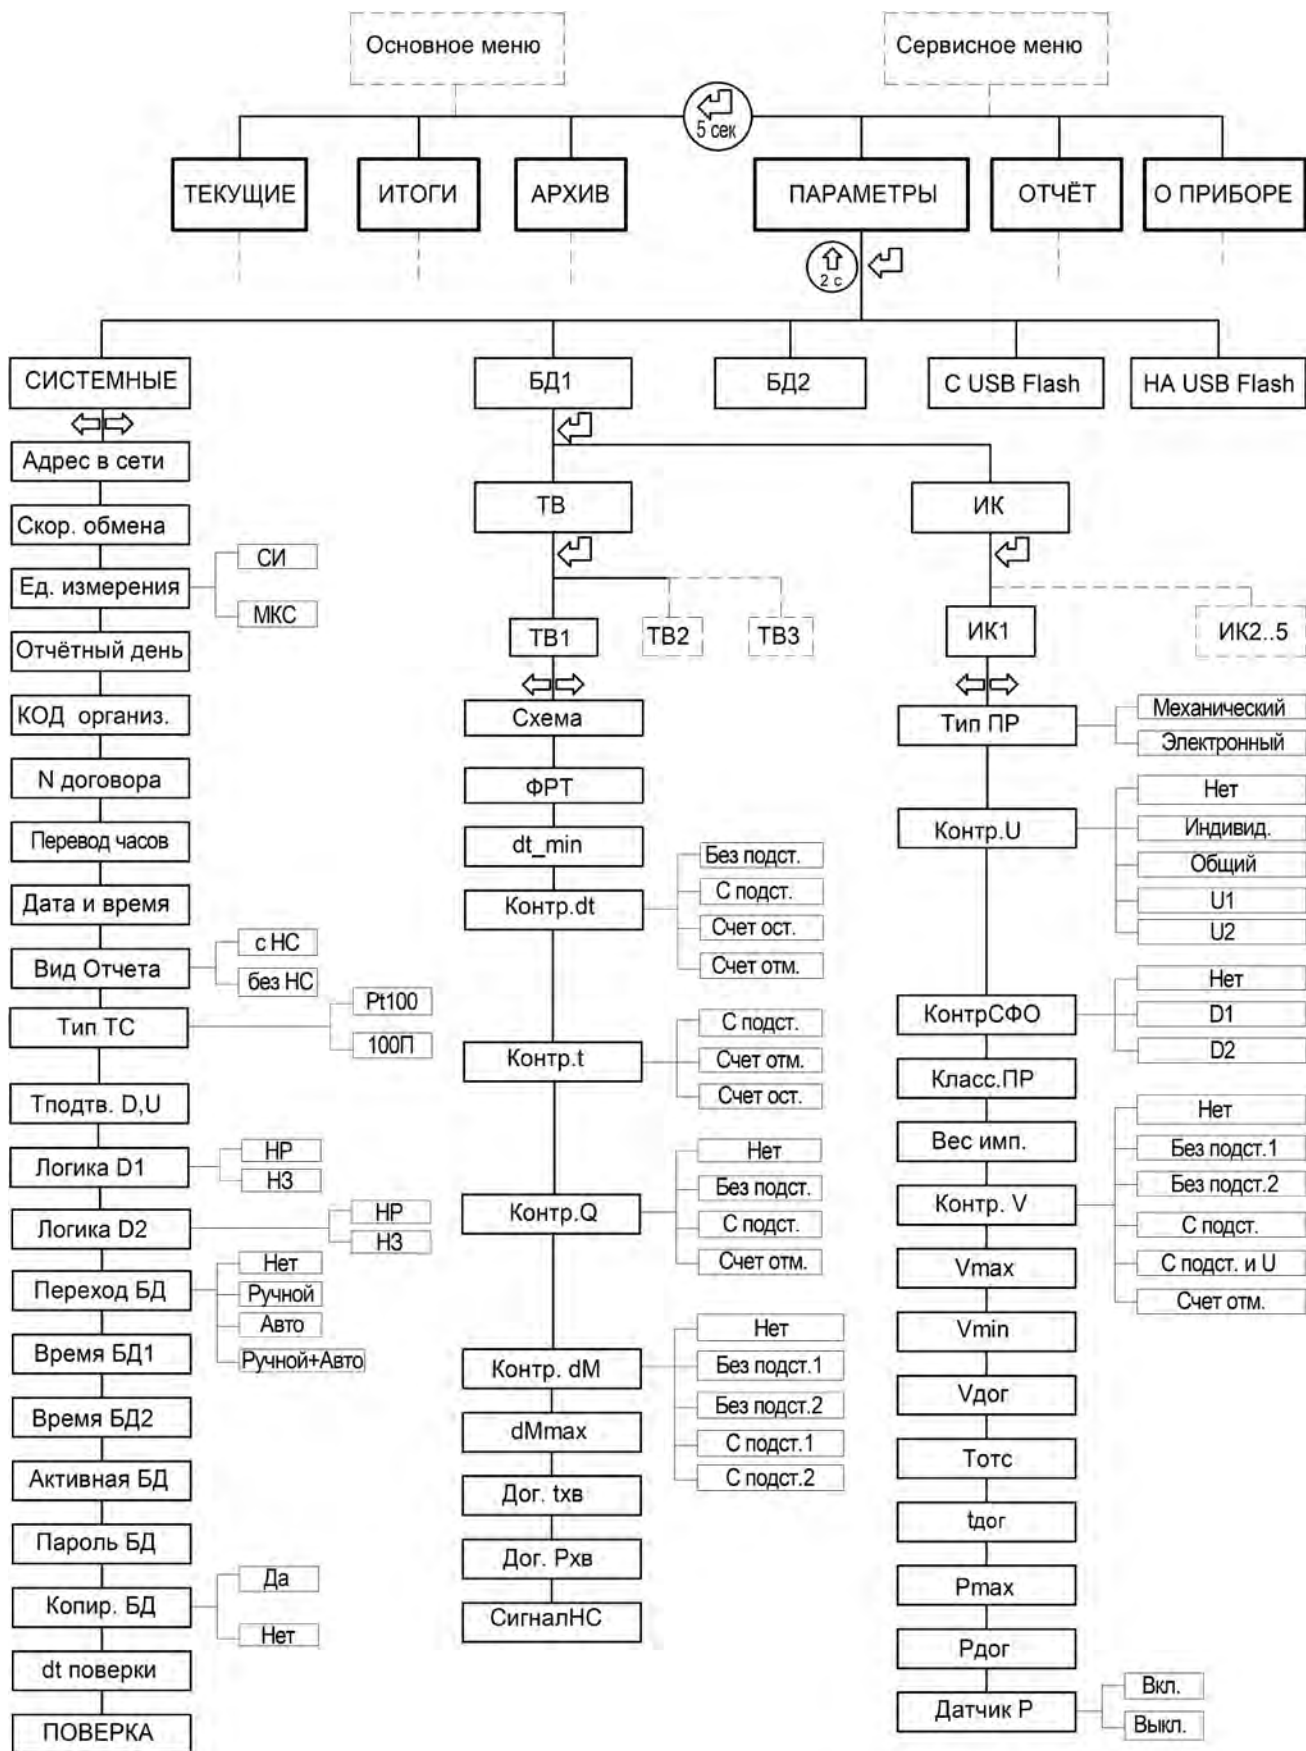 Основное меню
Сервисное меню
5 сек
ТЕКУЩИЕ
ИТОГИ
АРХИВ
ПАРАМЕТРЫ
ОТЧЁТ
О ПРИБОРЕ
2 с
СИСТЕМНЫЕ
БД1
БД2
С USB Flash
НА USB Flash
Адрес в сети
Скор. обмена
Ед. измерения
СИ
МКС
Отчётный день
КОД организ.
N договора
Перевод часов
Дата и время
Вид Отчета
с НС
без НС
Тип ТС
Pt100
100П
Тподтв. D,U
Логика D1
НР
НЗ
Логика D2
НР
НЗ
Переход БД
Нет
Ручной
Авто
Ручной+Авто
Время БД1
Время БД2
Активная БД
Пароль БД
Копир. БД
Да
Нет
dt поверки
ПОВЕРКА
ТВ
ТВ1
ТВ2
ТВ3
Схема
ФРТ
dt_min
Контр.dt
Без подст.
С подст.
Счет ост.
Счет отм.
Контр.t
С подст.
Счет отм.
Счет ост.
Контр.Q
Нет
Без подст.
С подст.
Счет отм.
Контр. dM
Нет
Без подст.1
Без подст.2
С подст.1
С подст.2
dMmax
Дог. tхв
Дог. Рхв
СигналНС
ИК
ИК1
ИК2..5
Тип ПР
Механический
Электронный
Контр.U
Нет
Индивид.
Общий
U1
U2
КонтрСФО
Нет
D1
D2
Класс.ПР
Вес имп.
Контр. V
Нет
Без подст.1
Без подст.2
С подст.
С подст. и U
Счет отм.
Vmax
Vmin
Vдог
Тотс
tдог
Pmax
Рдог
Датчик Р
Вкл.
Выкл.